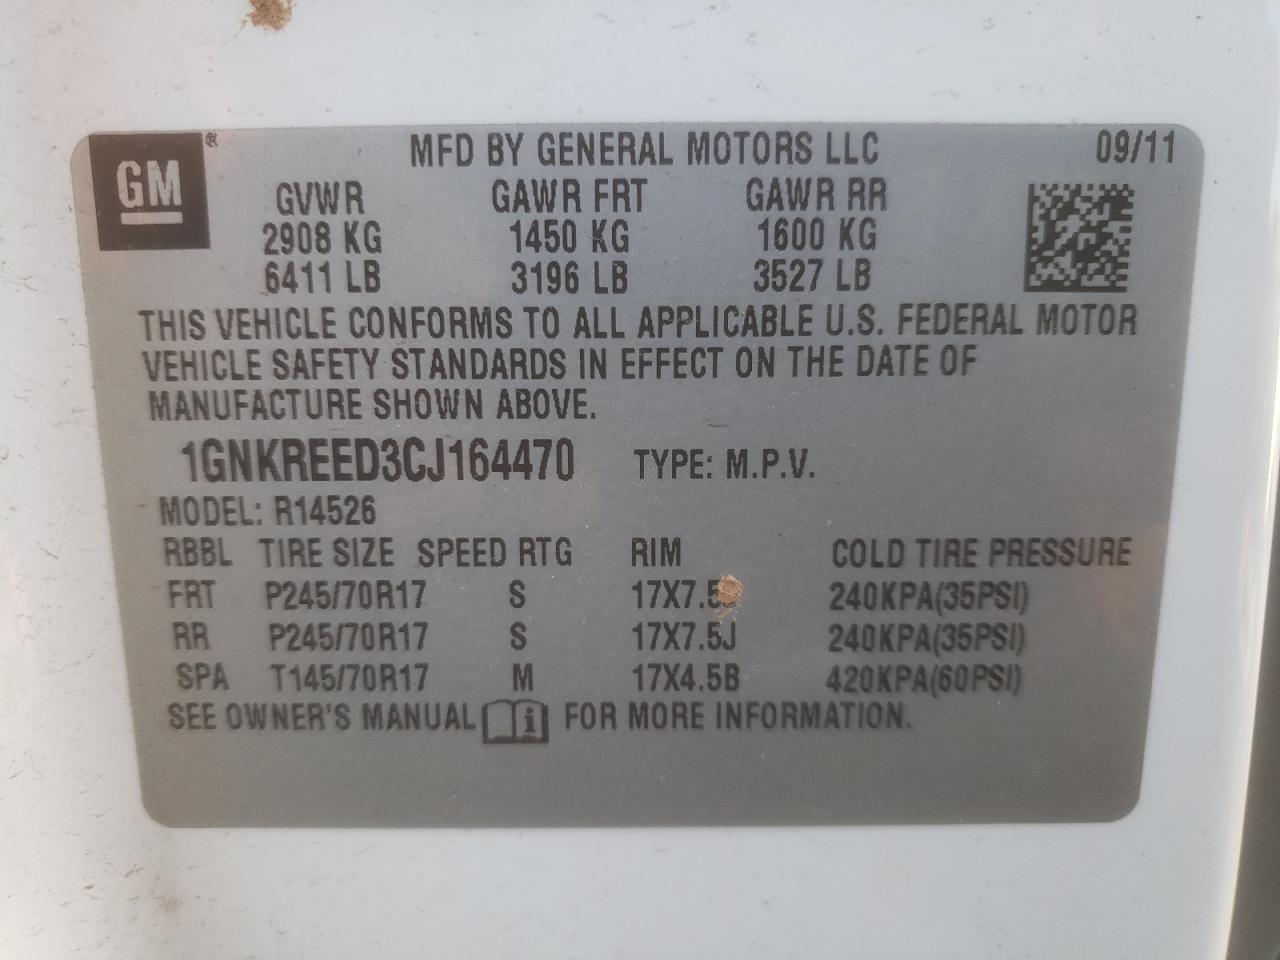 GM ® MFD BY GENERAL MOTORS LLC 09/11
GVWR GAWR FRT GAWR RR
2908 KG 1450 KG 1600 KG
6411 LB 3196 LB 3527 LB
THIS VEHICLE CONFORMS TO ALL APPLICABLE U.S. FEDERAL MOTOR
VEHICLE SAFETY STANDARDS IN EFFECT ON THE DATE OF
MANUFACTURE SHOWN ABOVE.
1GNKREED3CJ164470 TYPE: M.P.V.
MODEL: R14526
RBBL TIRE SIZE SPEED RTG RIM COLD TIRE PRESSURE
FRT P245/70R17 S 17X7.5J 240KPA(35PSI)
RR P245/70R17 S 17X7.5J 240KPA(35PSI)
SPA T145/70R17 M 17X4.5B 420KPA(60PSI)
SEE OWNER'S MANUAL i FOR MORE INFORMATION.